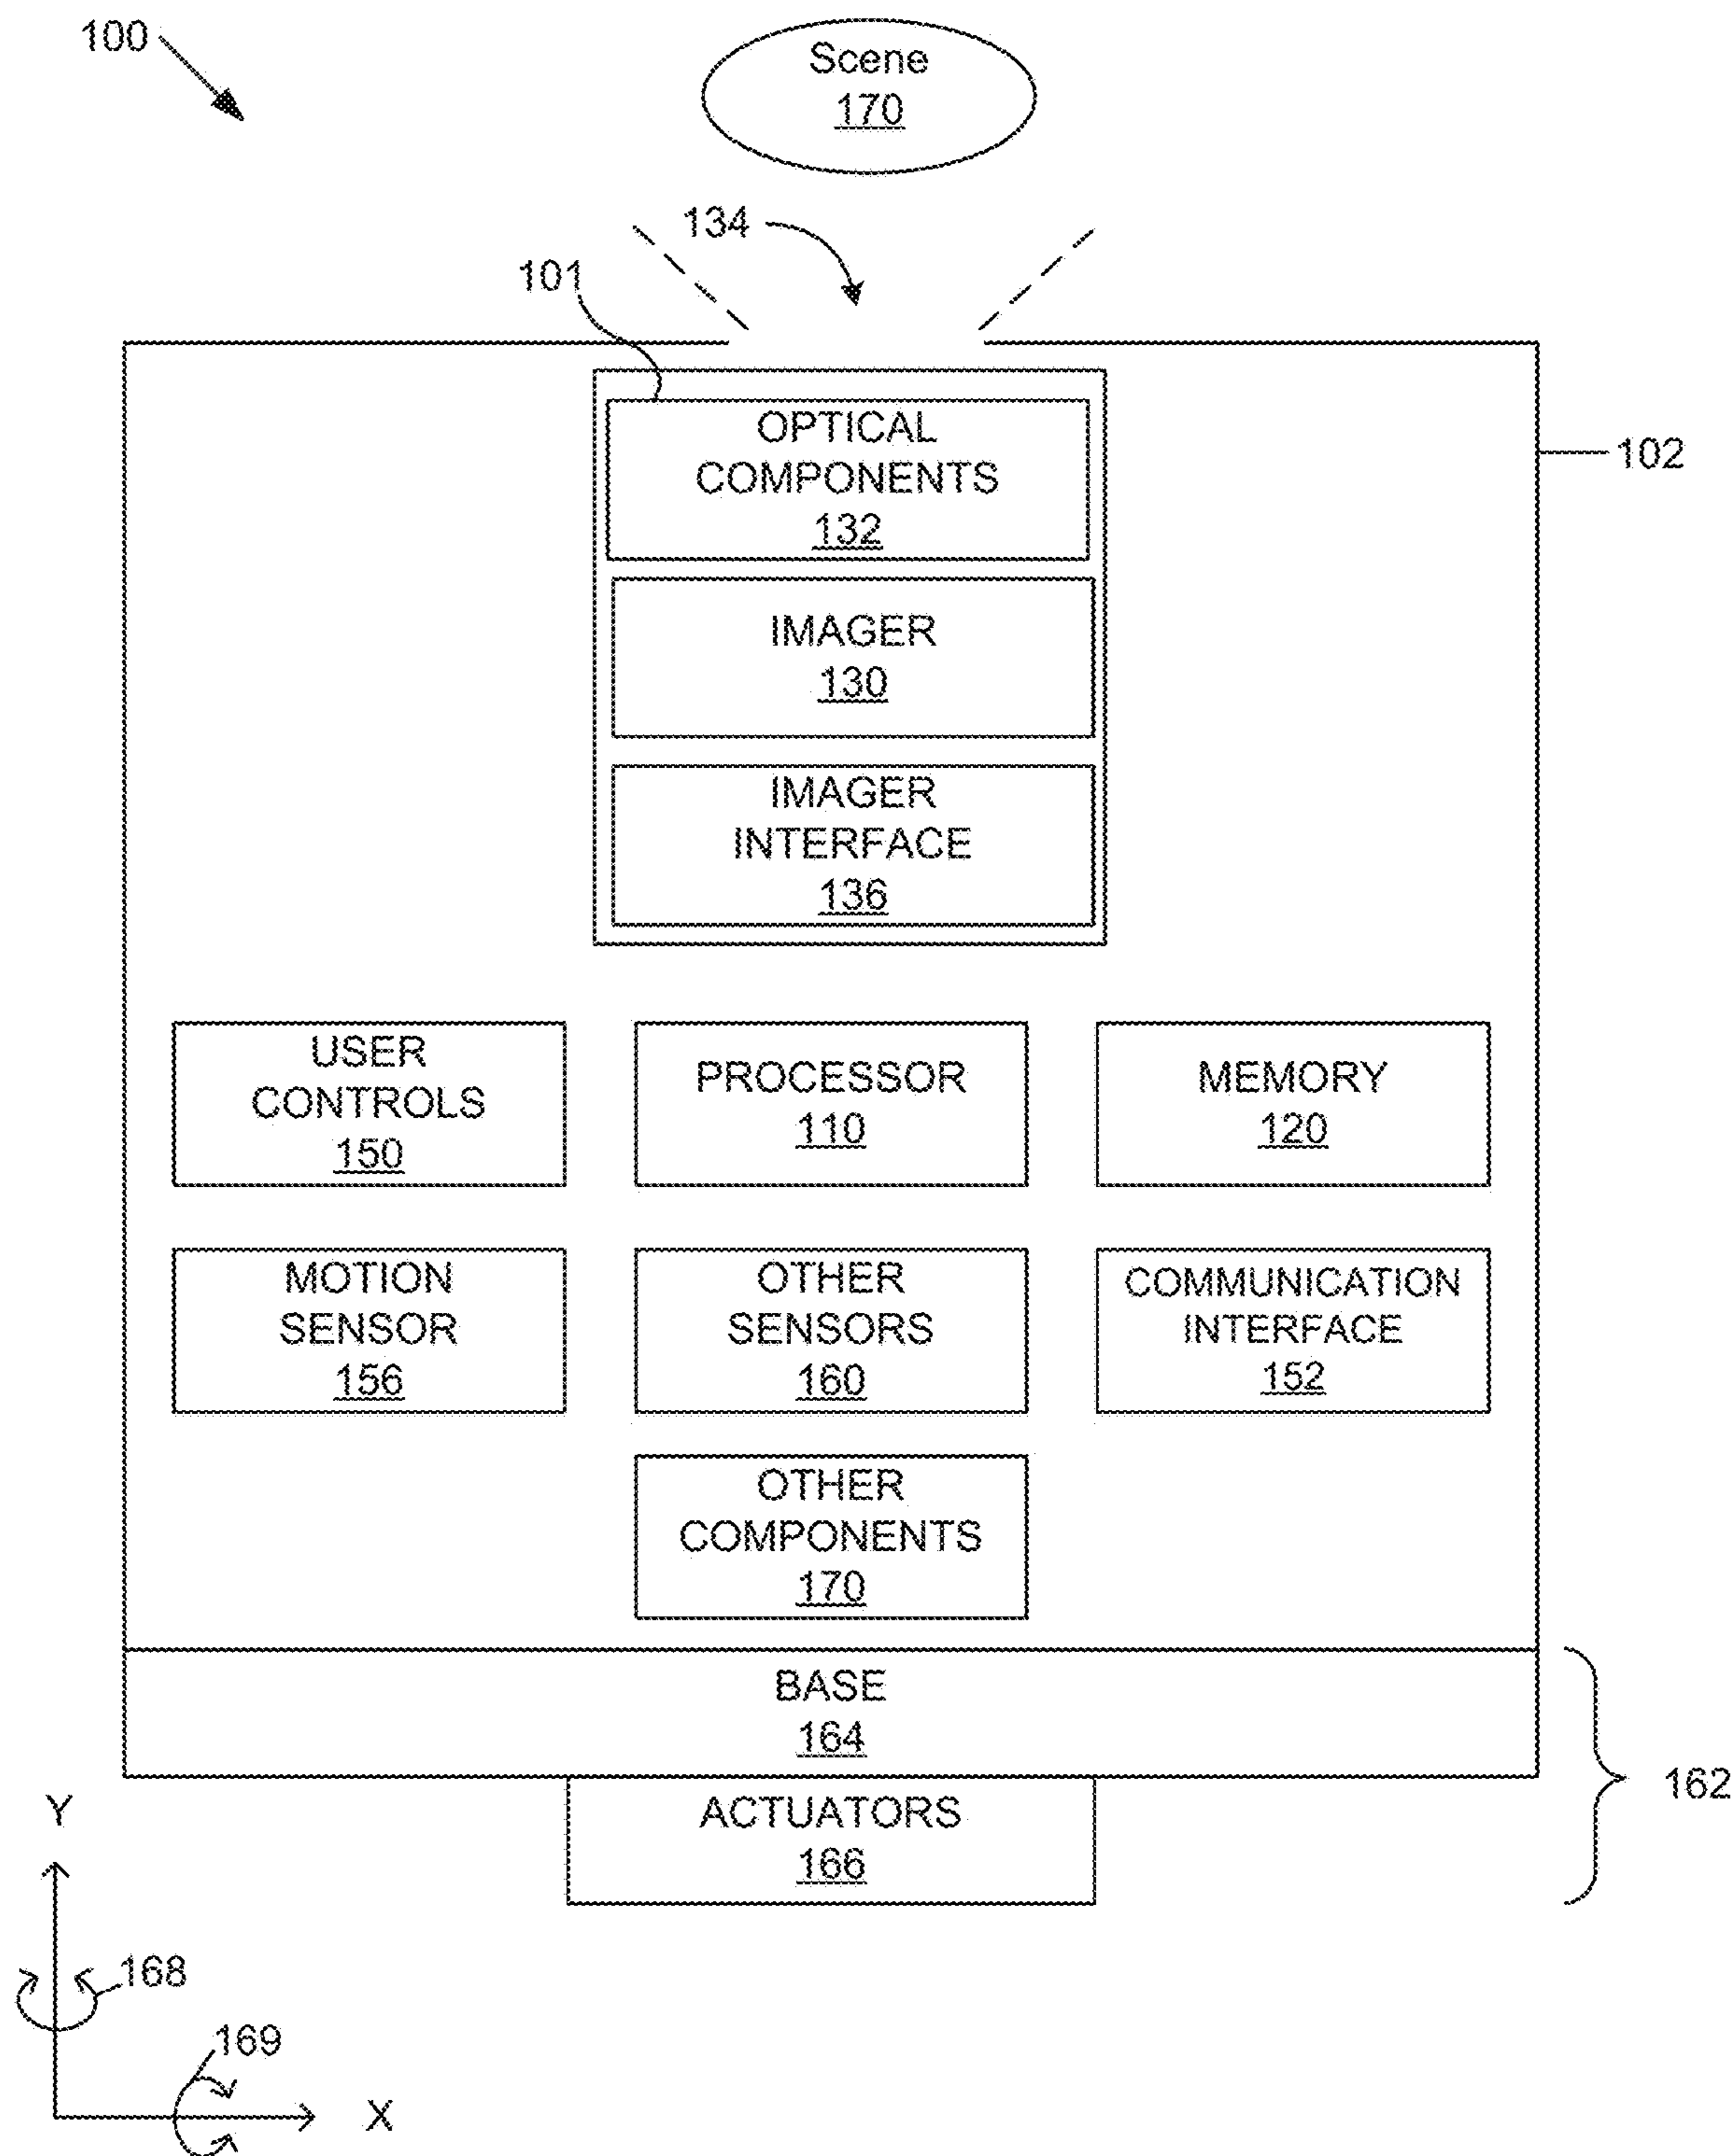 100
Scene
170
134
101
OPTICAL
COMPONENTS
132
102
IMAGER
130
IMAGER
INTERFACE
136
USER
CONTROLS
150
PROCESSOR
110
MEMORY
120
MOTION
SENSOR
156
OTHER
SENSORS
160
COMMUNICATION
INTERFACE
152
OTHER
COMPONENTS
170
BASE
164
162
ACTUATORS
166
Y
168
169
X